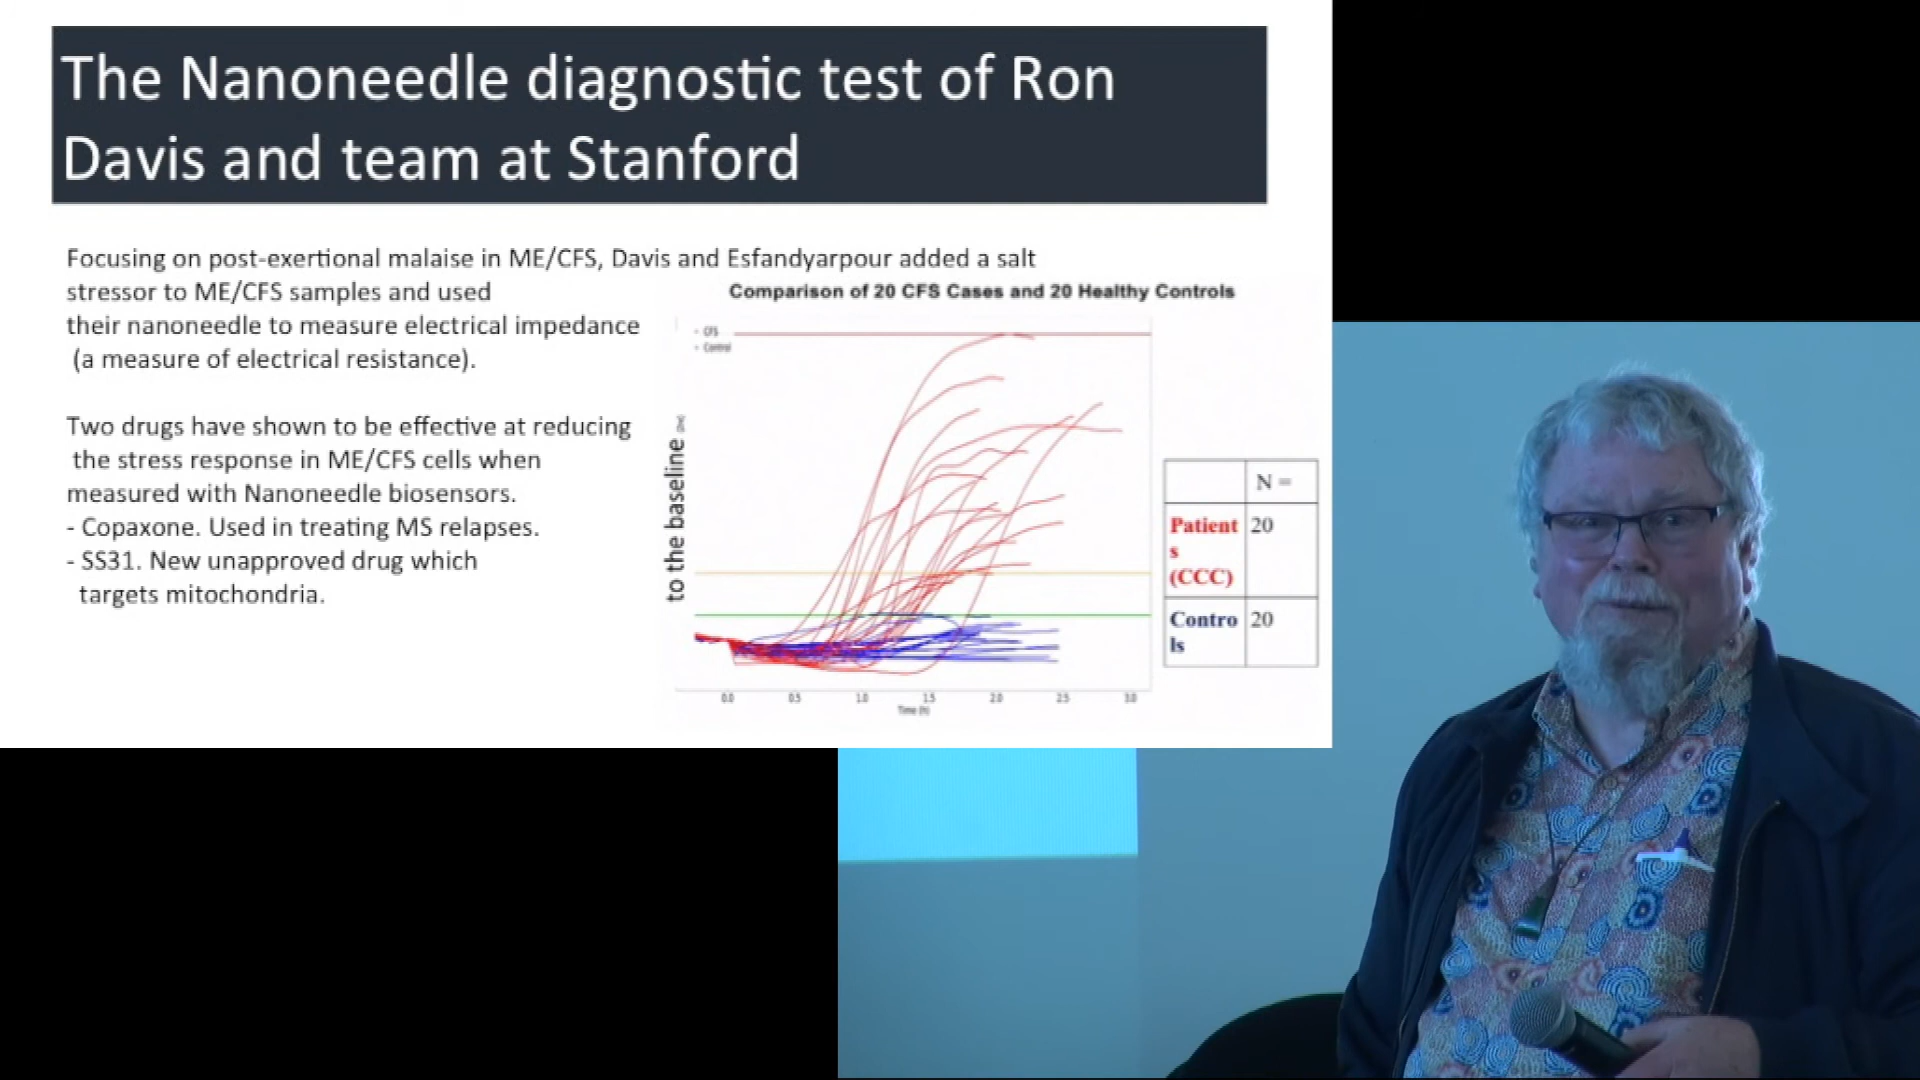 The Nanoneedle diagnostic test of Ron
Davis and team at Stanford
Focusing on post-exertional malaise in ME/CFS, Davis and Esfandyarpour added a salt
stressor to ME/CFS samples and used
their nanoneedle to measure electrical impedance
(a measure of electrical resistance).
Two drugs have shown to be effective at reducing
the stress response in ME/CFS cells when
measured with Nanoneedle biosensors.
- Copaxone. Used in treating MS relapses.
- SS31. New unapproved drug which
targets mitochondria.
Comparison of 20 CFS Cases and 20 Healthy Controls
CFS
Control
to the baseline
0.0 0.5 1.0 1.5 2.0 2.5 3.0
Time (h)
N =
Patient 20
s
(CCC)
Contro 20
ls